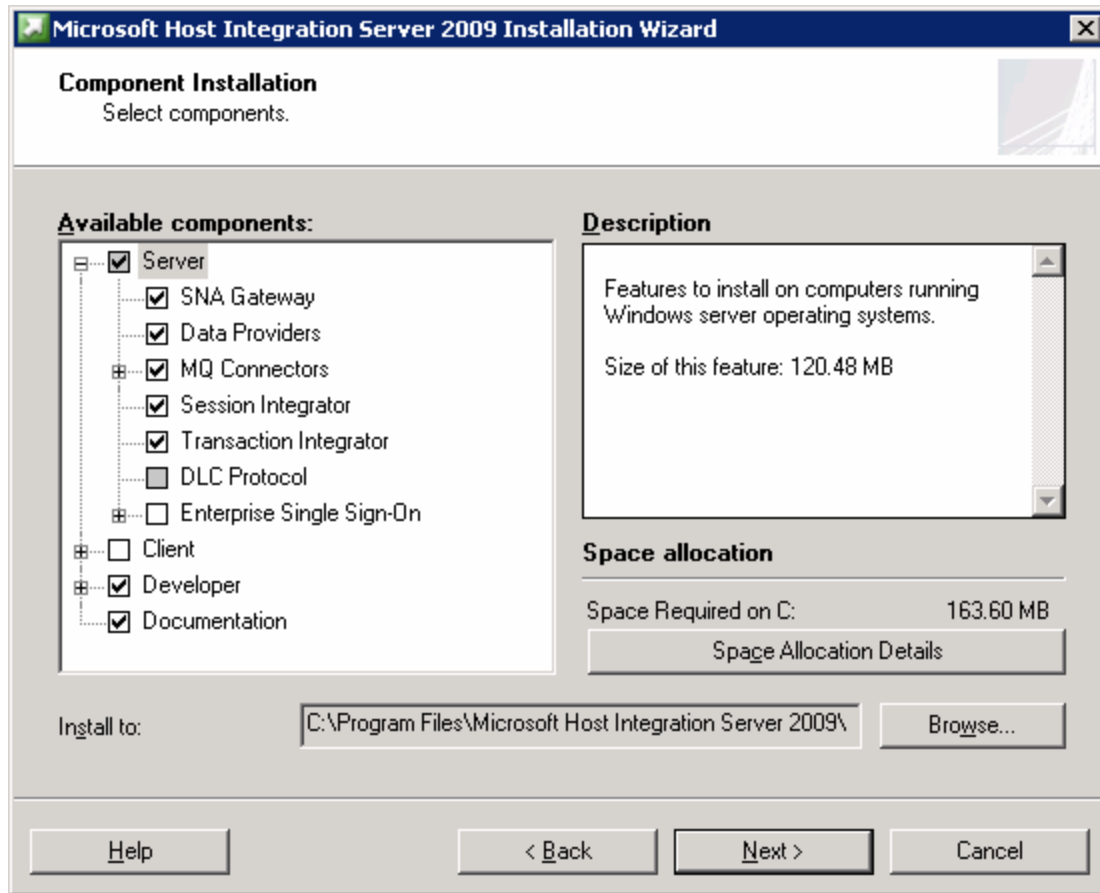 Microsoft Host Integration Server 2009 Installation Wizard
Component Installation
Select components.
Available components:
Server
SNA Gateway
Data Providers
MQ Connectors
Session Integrator
Transaction Integrator
DLC Protocol
Enterprise Single Sign-On
Client
Developer
Documentation
Description
Features to install on computers running
Windows server operating systems.
Size of this feature: 120.48 MB
Space allocation
Space Required on C: 163.60 MB
Space Allocation Details
Install to: C:\Program Files\Microsoft Host Integration Server 2009\ Browse...
Help < Back Next > Cancel